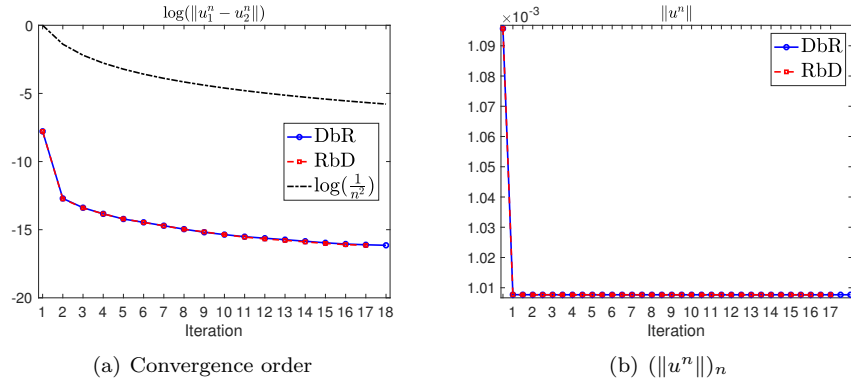 log(‖u₁ⁿ − u₂ⁿ‖)
0
-5
-10
-15
-20
DbR
RbD
log(1/n²)
1 2 3 4 5 6 7 8 9 10 11 12 13 14 15 16 17 18
Iteration
(a) Convergence order
×10⁻³
‖uⁿ‖
1.09
1.08
1.07
1.06
1.05
1.04
1.03
1.02
1.01
DbR
RbD
1 2 3 4 5 6 7 8 9 10 11 12 13 14 15 16 17
Iteration
(b) (‖uⁿ‖)ₙ